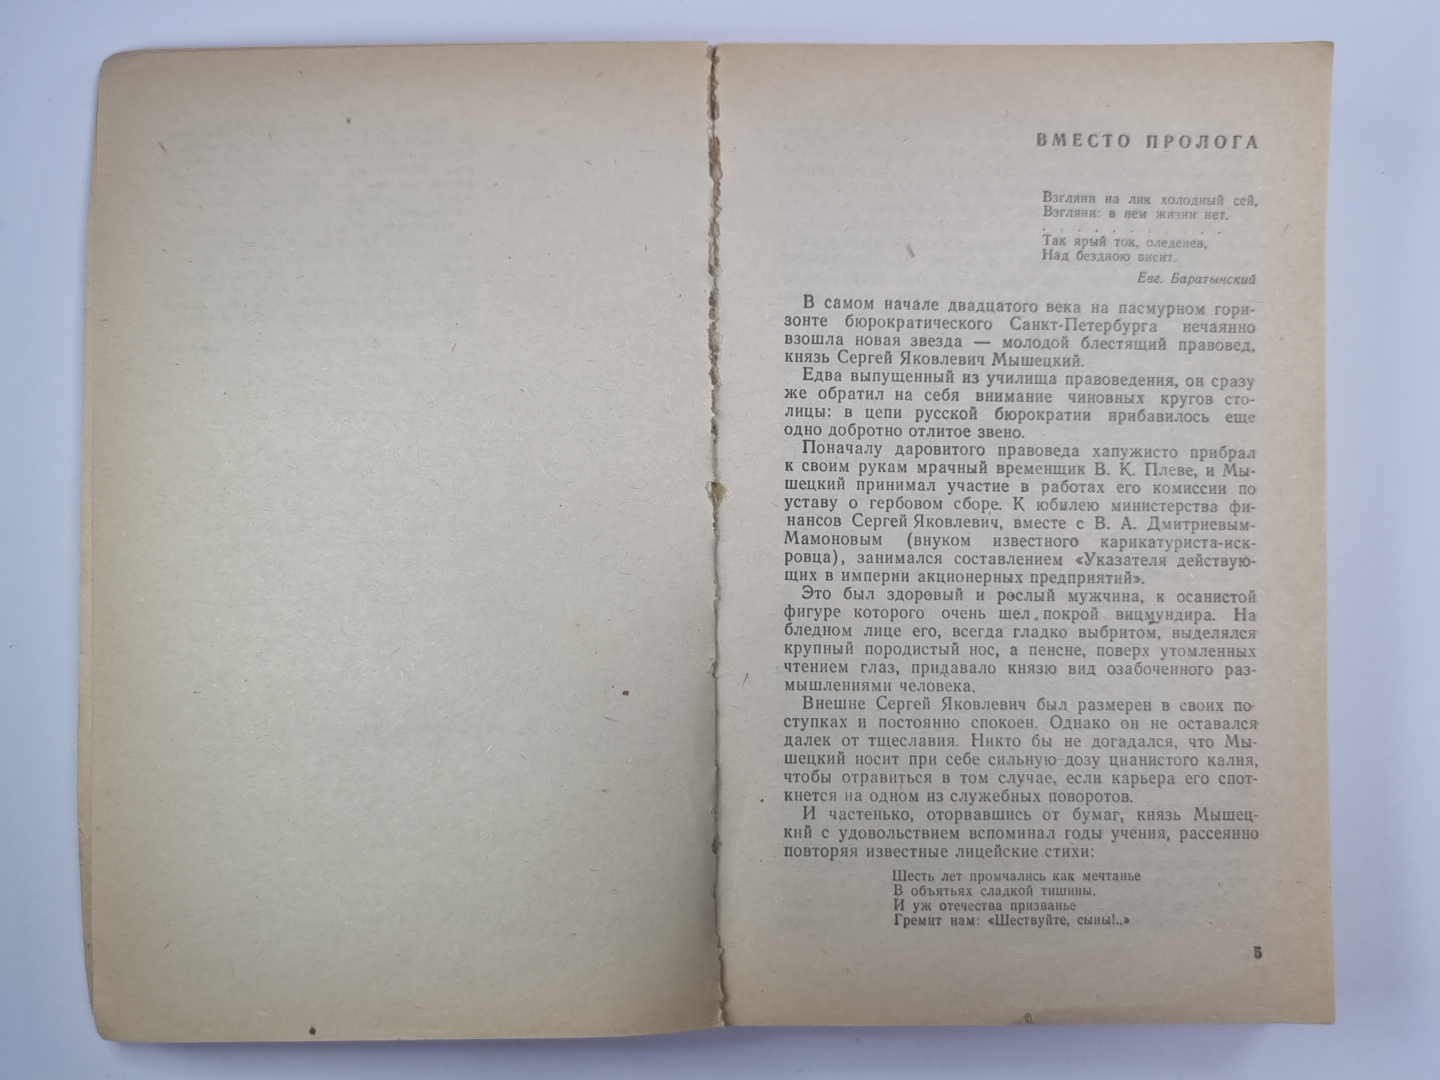 ВМЕСТО ПРОЛОГА
Взгляни на лик холодный сей,
Взгляни: в нем жизни нет.
. . . . . . . . . .
Так ярый ток, оледенев,
Над бездною висит.
Евг. Баратынский
В самом начале двадцатого века на пасмурном гори-
зонте бюрократического Санкт-Петербурга нечаянно
взошла новая звезда — молодой блестящий правовед,
князь Сергей Яковлевич Мышецкий.
Едва выпущенный из училища правоведения, он сразу
же обратил на себя внимание чиновных кругов сто-
лицы: в цепи русской бюрократии прибавилось еще
одно добротно отлитое звено.
Поначалу даровитого правоведа хапужисто прибрал
к своим рукам мрачный временщик В. К. Плеве, и Мы-
шецкий принимал участие в работах его комиссии по
уставу о гербовом сборе. К юбилею министерства фи-
нансов Сергей Яковлевич, вместе с В. А. Дмитриевым-
Мамоновым (внуком известного карикатуриста-иск-
ровца), занимался составлением «Указателя действую-
щих в империи акционерных предприятий».
Это был здоровый и рослый мужчина, к осанистой
фигуре которого очень шел покрой вицмундира. На
бледном лице его, всегда гладко выбритом, выделялся
крупный породистый нос, а пенсне, поверх утомленных
чтением глаз, придавало князю вид озабоченного раз-
мышлениями человека.
Внешне Сергей Яковлевич был размерен в своих по-
ступках и постоянно спокоен. Однако он не оставался
далек от тщеславия. Никто бы не догадался, что Мы-
шецкий носит при себе сильную дозу цианистого калия,
чтобы отравиться в том случае, если карьера его спот-
кнется на одном из служебных поворотов.
И частенько, оторвавшись от бумаг, князь Мышец-
кий с удовольствием вспоминал годы учения, рассеянно
повторяя известные лицейские стихи:
Шесть лет промчались как мечтанье
В объятьях сладкой тишины,
И уж отечества призванье
Гремит нам: «Шествуйте, сыны!..»
5